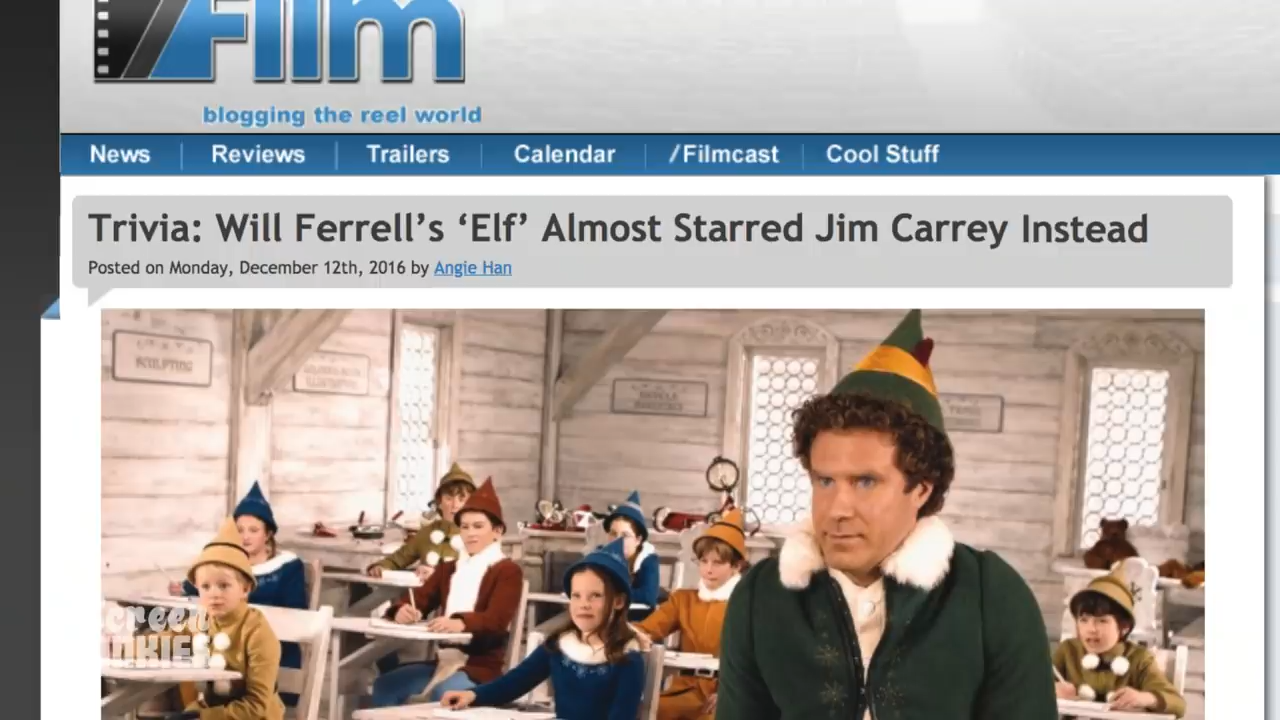 /Film
blogging the reel world
News Reviews Trailers Calendar /Filmcast Cool Stuff
Trivia: Will Ferrell’s ‘Elf’ Almost Starred Jim Carrey Instead
Posted on Monday, December 12th, 2016 by Angie Han
SCULPTING